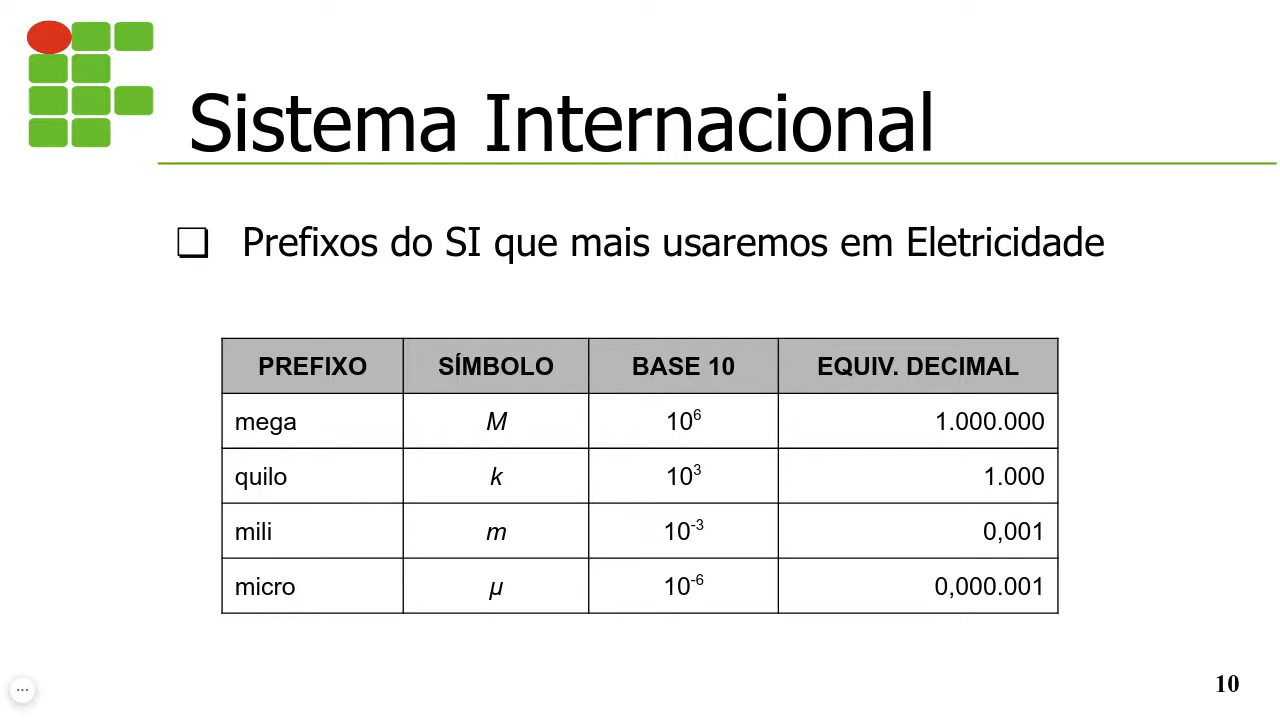 Sistema Internacional
❑ Prefixos do SI que mais usaremos em Eletricidade
PREFIXO SÍMBOLO BASE 10 EQUIV. DECIMAL
mega M 10⁶ 1.000.000
quilo k 10³ 1.000
mili m 10⁻³ 0,001
micro µ 10⁻⁶ 0,000.001
10